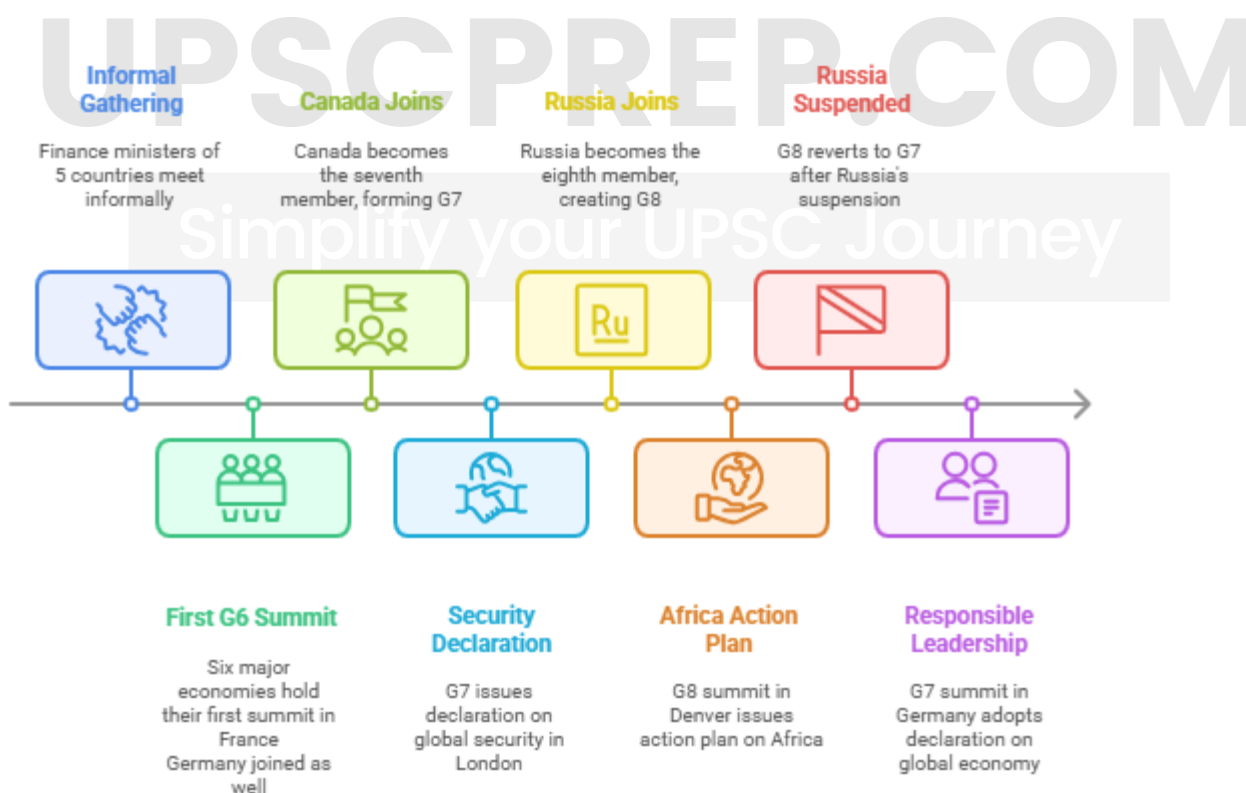 UPSCPREP.COM
Simplify your UPSC Journey
Informal
Gathering
Finance ministers of
5 countries meet
informally
Canada Joins
Canada becomes
the seventh
member, forming G7
Russia Joins
Russia becomes the
eighth member,
creating G8
Russia
Suspended
G8 reverts to G7
after Russia's
suspension
Ru
First G6 Summit
Six major
economies hold
their first summit in
France
Germany joined as
well
Security
Declaration
G7 issues
declaration on
global security in
London
Africa Action
Plan
G8 summit in
Denver issues
action plan on Africa
Responsible
Leadership
G7 summit in
Germany adopts
declaration on
global economy